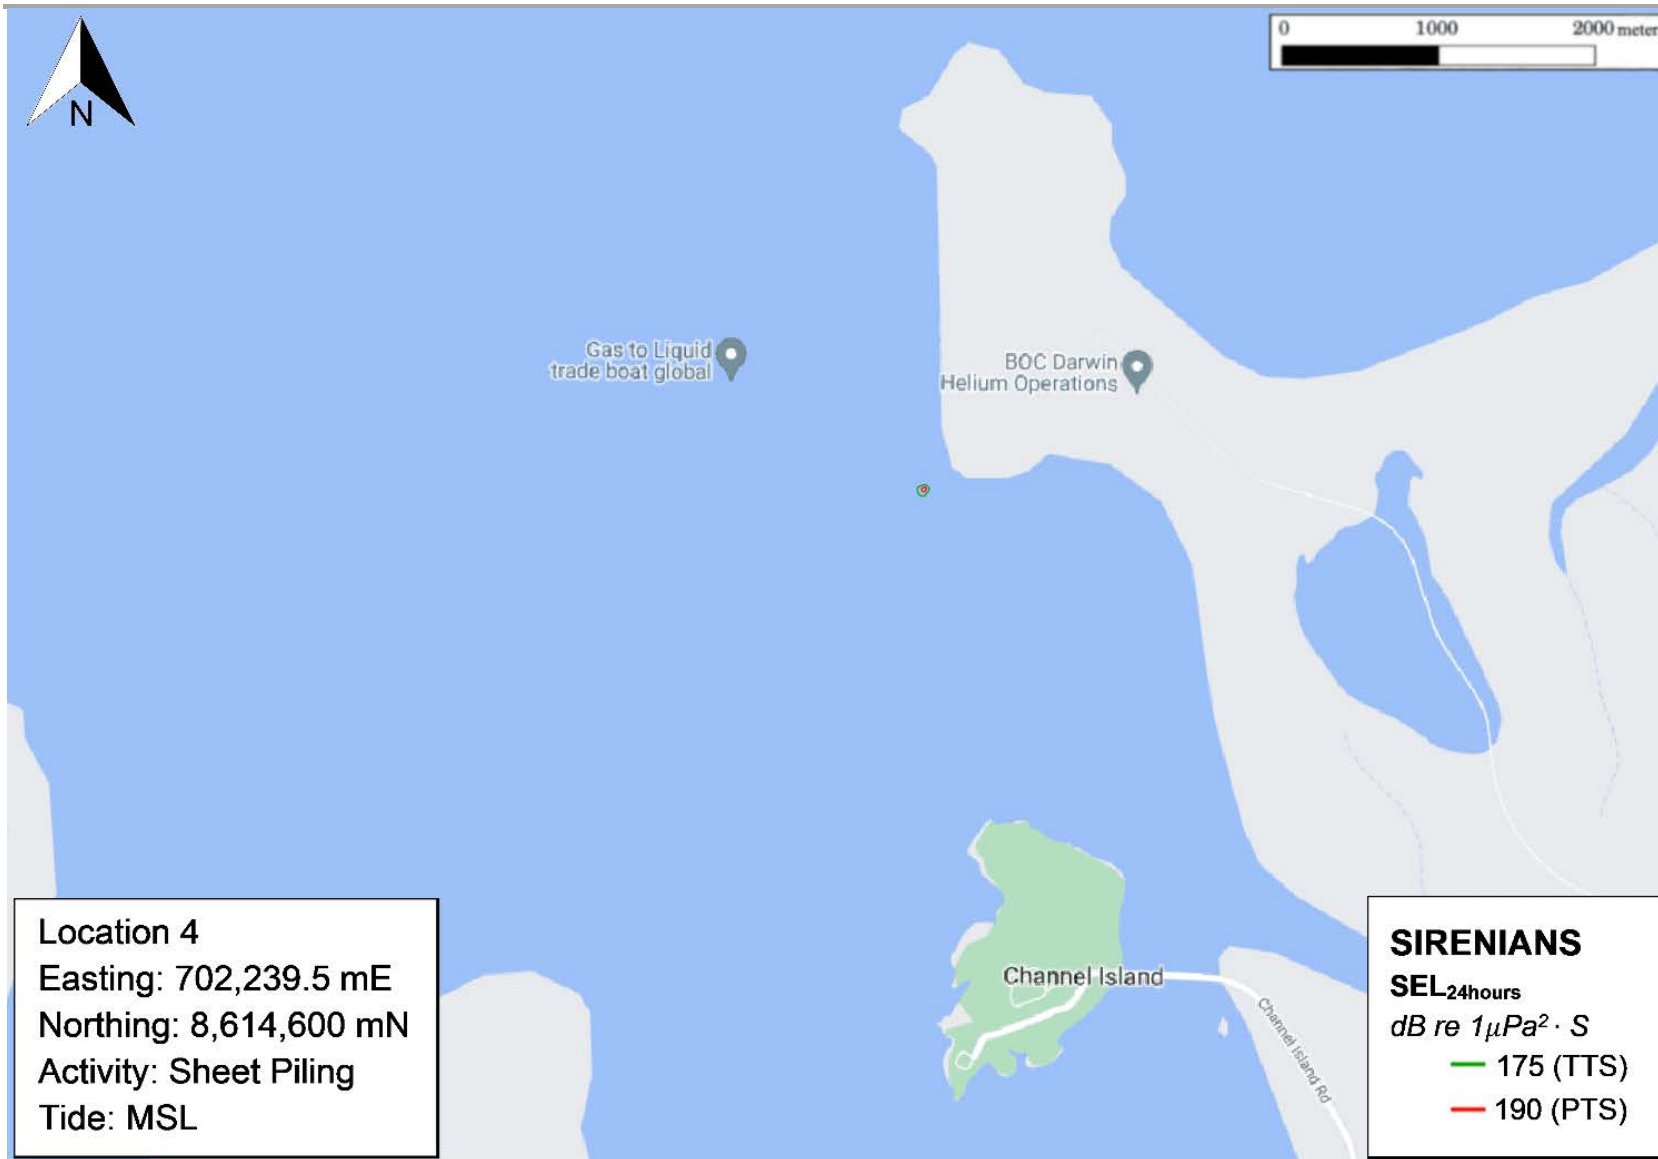 N
0 1000 2000 meter
Gas to Liquid
trade boat global
BOC Darwin
Helium Operations
Channel Island
Channel Island Rd
Location 4
Easting: 702,239.5 mE
Northing: 8,614,600 mN
Activity: Sheet Piling
Tide: MSL
SIRENIANS
SEL24hours
dB re 1μPa² · S
175 (TTS)
190 (PTS)